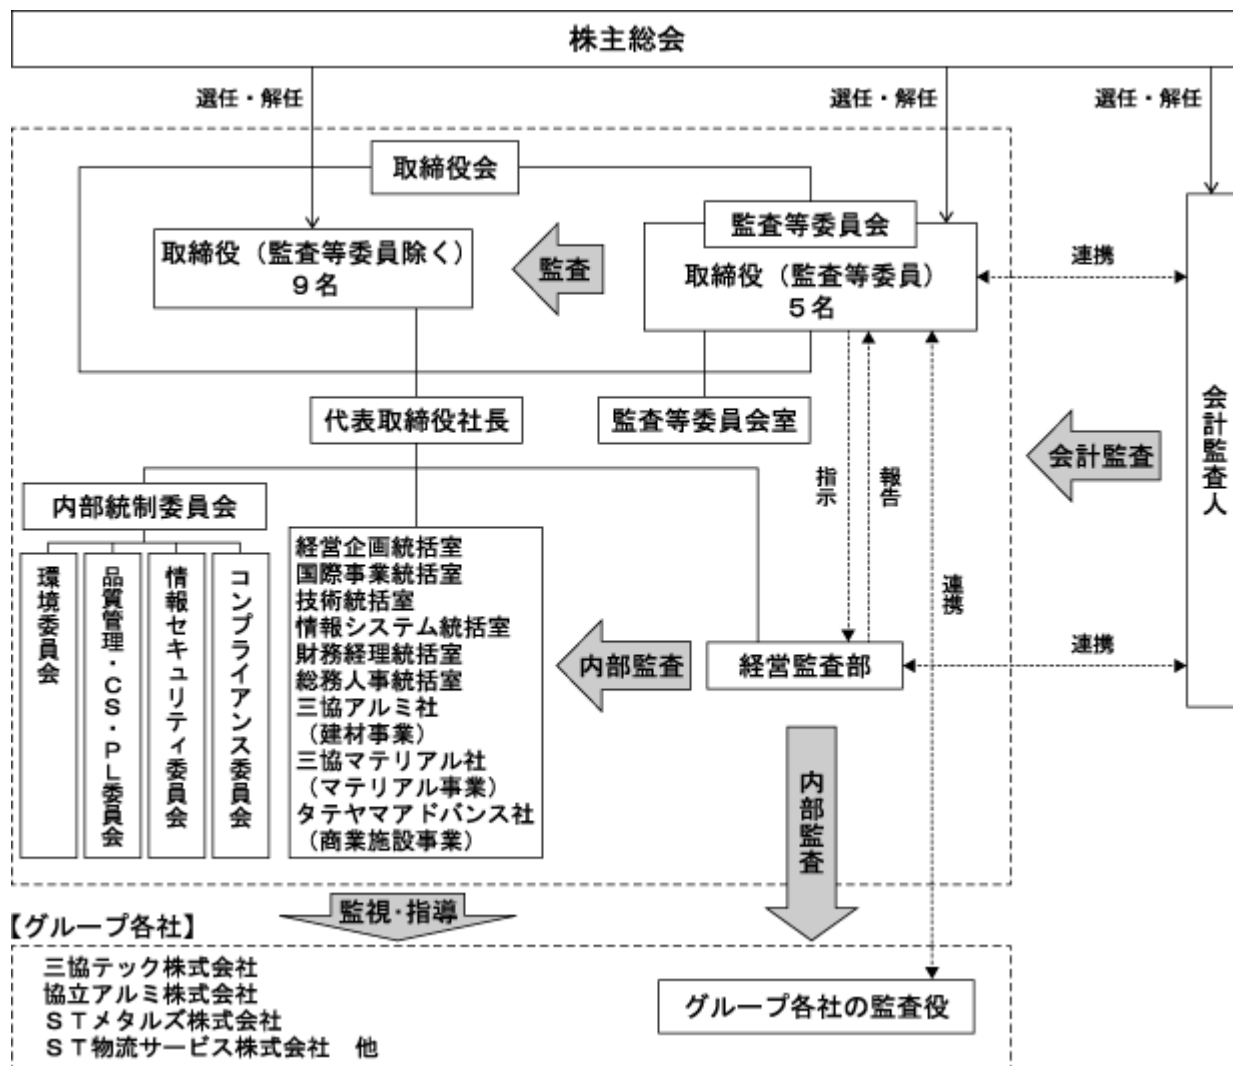 株主総会
選任・解任
選任・解任
選任・解任
取締役会
監査等委員会
取締役（監査等委員除く）
９名
監査
取締役（監査等委員）
５名
連携
代表取締役社長
監査等委員会室
会計監査人
会計監査
指示
報告
連携
内部統制委員会
環境委員会
品質管理・ＣＳ・ＰＬ委員会
情報セキュリティ委員会
コンプライアンス委員会
経営企画統括室
国際事業統括室
技術統括室
情報システム統括室
財務経理統括室
総務人事統括室
三協アルミ社
（建材事業）
三協マテリアル社
（マテリアル事業）
タテヤマアドバンス社
（商業施設事業）
内部監査
経営監査部
連携
内部監査
監視・指導
【グループ各社】
三協テック株式会社
協立アルミ株式会社
ＳＴメタルズ株式会社
ＳＴ物流サービス株式会社　他
グループ各社の監査役